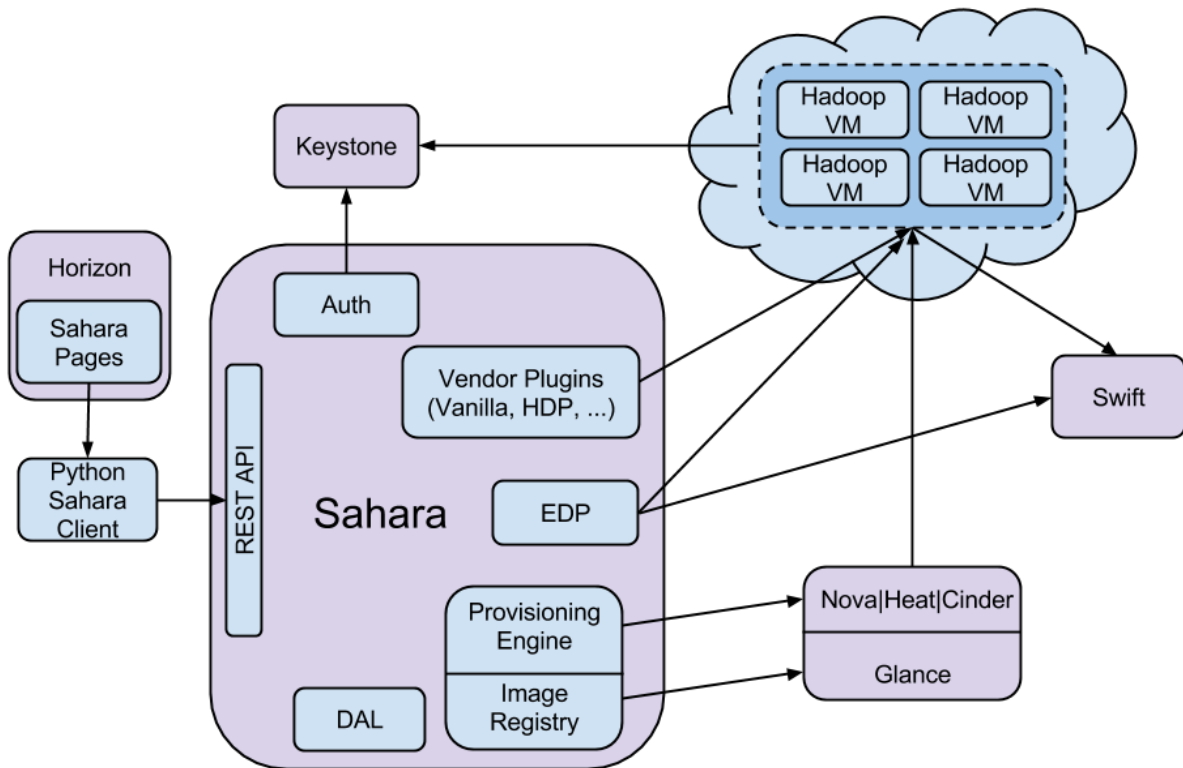 Hadoop
VM
Hadoop
VM
Hadoop
VM
Hadoop
VM
Keystone
Horizon
Sahara
Pages
Auth
Vendor Plugins
(Vanilla, HDP, ...)
Swift
Python
Sahara
Client
REST API
Sahara
EDP
Provisioning
Engine
Nova|Heat|Cinder
Glance
Image
Registry
DAL